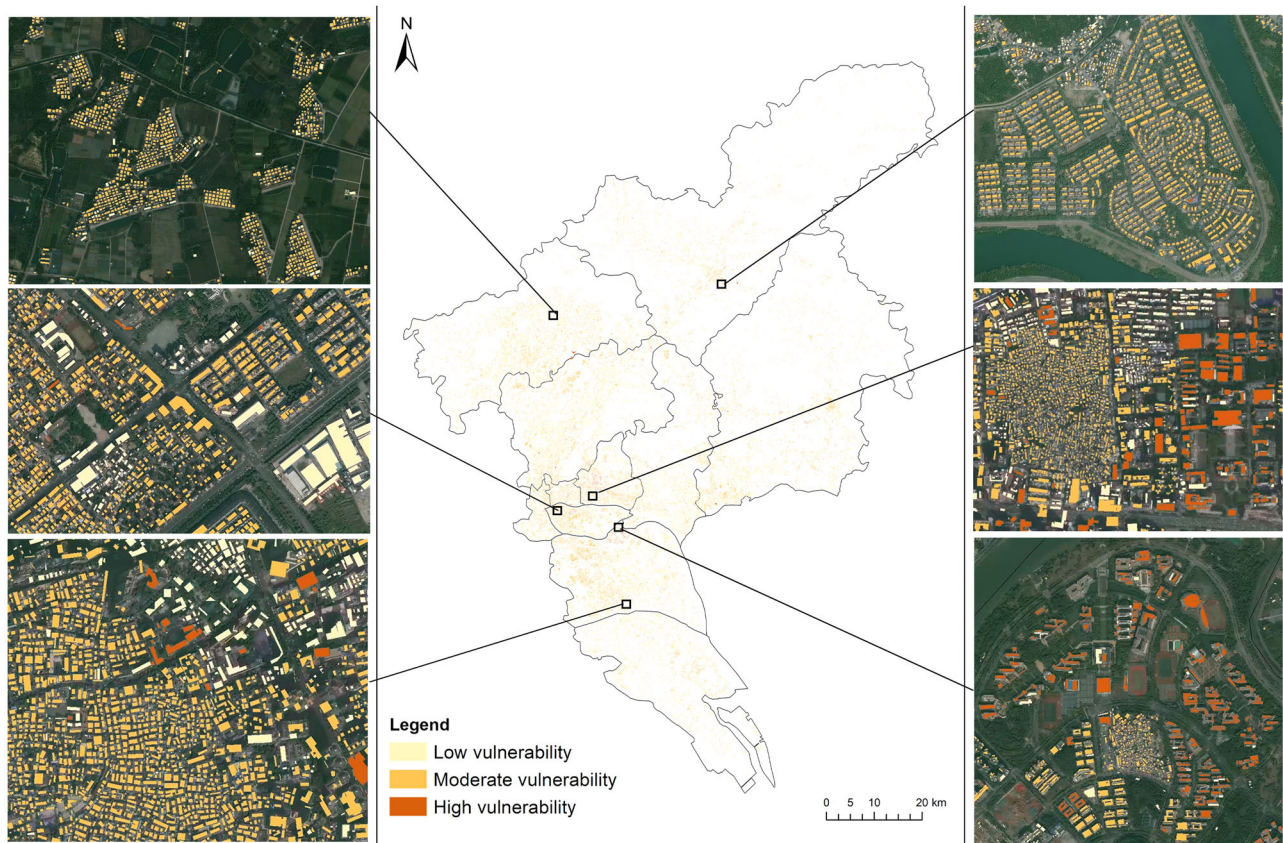 N
Legend
Low vulnerability
Moderate vulnerability
High vulnerability
0 5 10 20 km